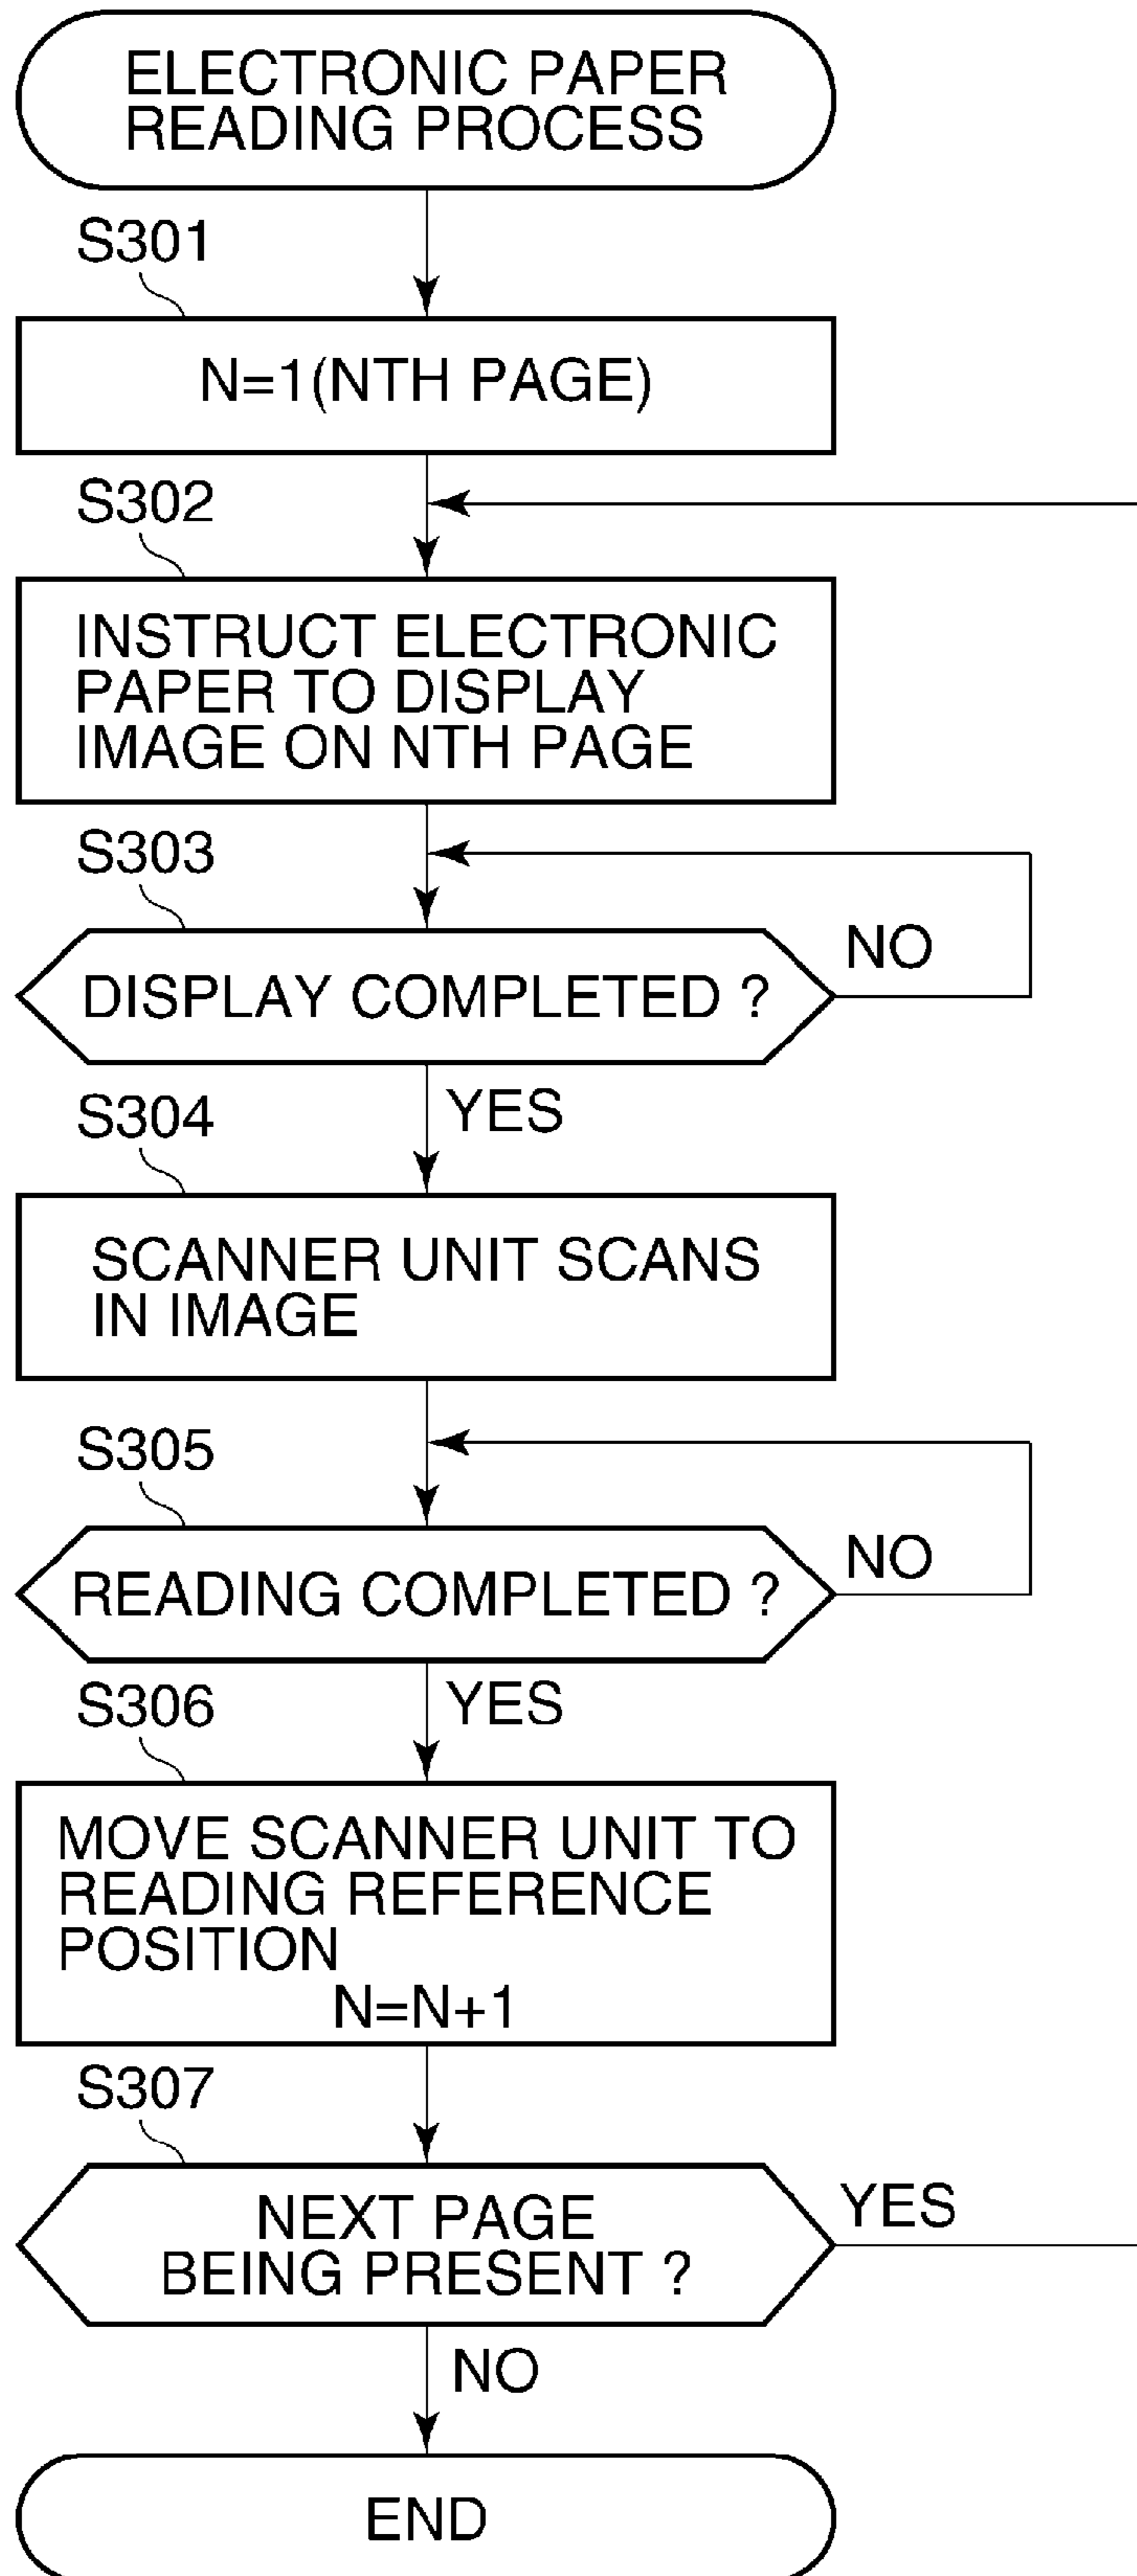 ELECTRONIC PAPER
READING PROCESS
S301
N=1(NTH PAGE)
S302
INSTRUCT ELECTRONIC
PAPER TO DISPLAY
IMAGE ON NTH PAGE
S303
DISPLAY COMPLETED ?
NO
YES
S304
SCANNER UNIT SCANS
IN IMAGE
S305
READING COMPLETED ?
NO
YES
S306
MOVE SCANNER UNIT TO
READING REFERENCE
POSITION
N=N+1
S307
NEXT PAGE
BEING PRESENT ?
YES
NO
END